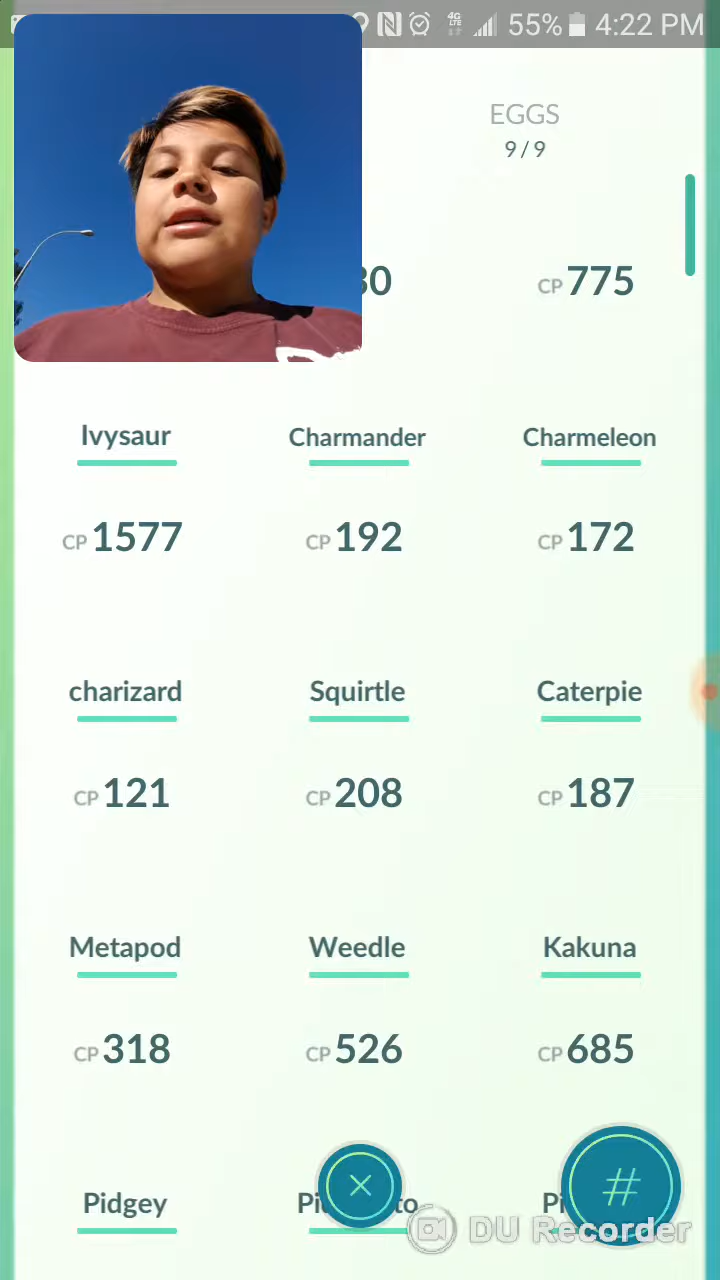 4G LTE 55% 4:22 PM
EGGS
9 / 9
CP 775
Ivysaur Charmander Charmeleon
CP 1577 CP 192 CP 172
charizard Squirtle Caterpie
CP 121 CP 208 CP 187
Metapod Weedle Kakuna
CP 318 CP 526 CP 685
Pidgey
#
DU Recorder